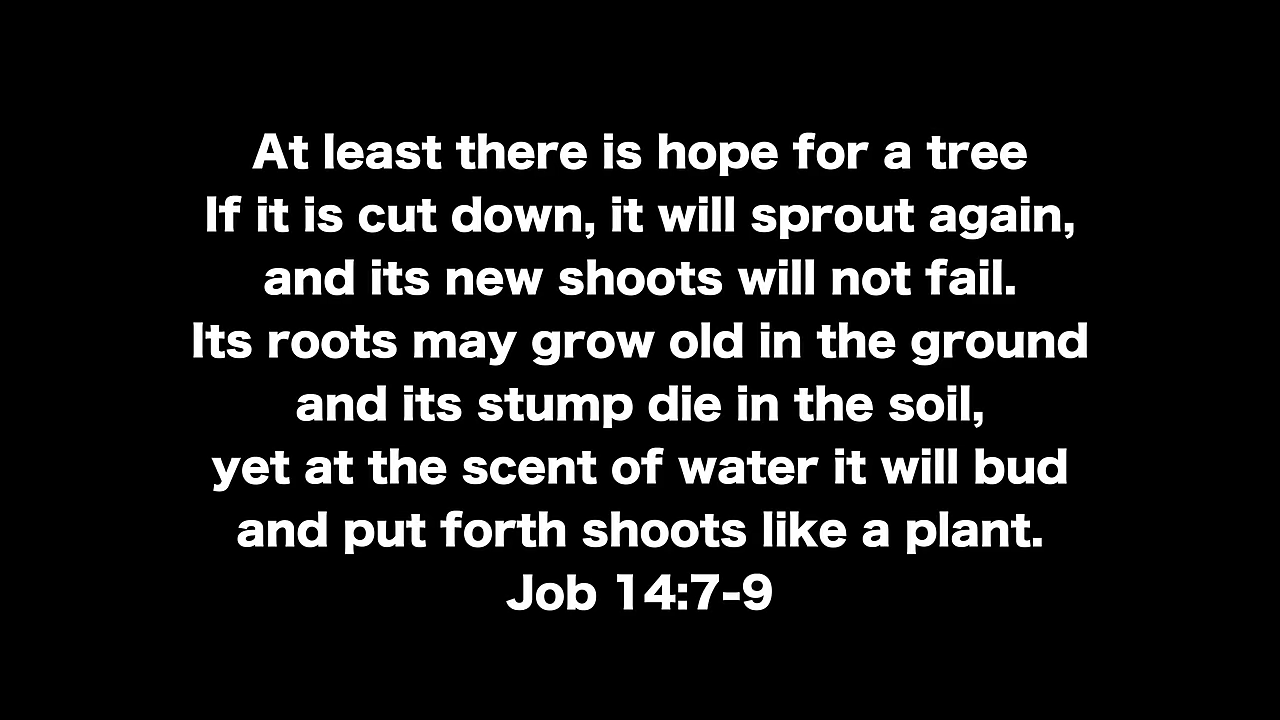 At least there is hope for a tree
If it is cut down, it will sprout again,
and its new shoots will not fail.
Its roots may grow old in the ground
and its stump die in the soil,
yet at the scent of water it will bud
and put forth shoots like a plant.
Job 14:7-9